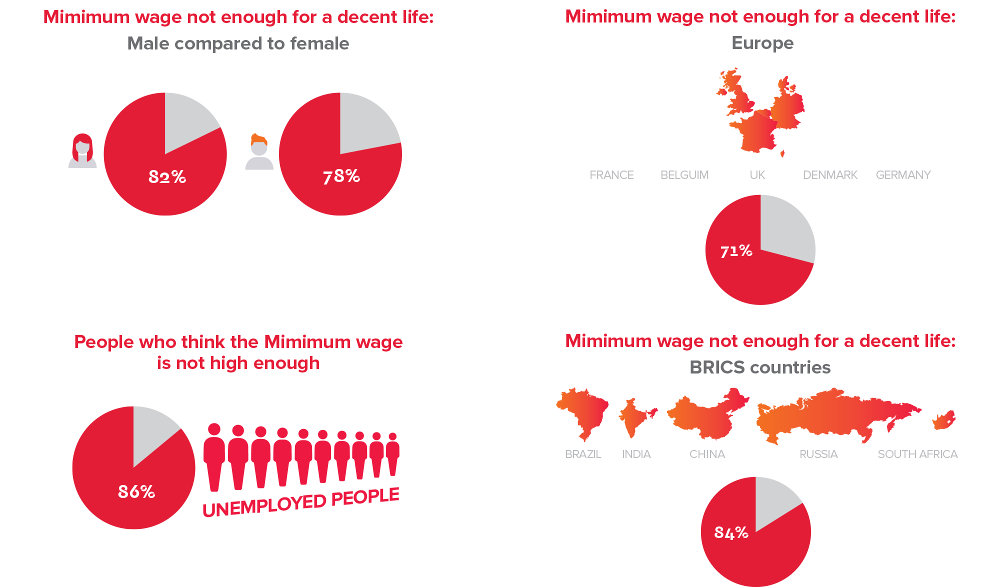 Mimimum wage not enough for a decent life:
Male compared to female
82%
78%
Mimimum wage not enough for a decent life:
Europe
FRANCE
BELGUIM
UK
DENMARK
GERMANY
71%
People who think the Mimimum wage
is not high enough
86%
UNEMPLOYED PEOPLE
Mimimum wage not enough for a decent life:
BRICS countries
BRAZIL
INDIA
CHINA
RUSSIA
SOUTH AFRICA
84%